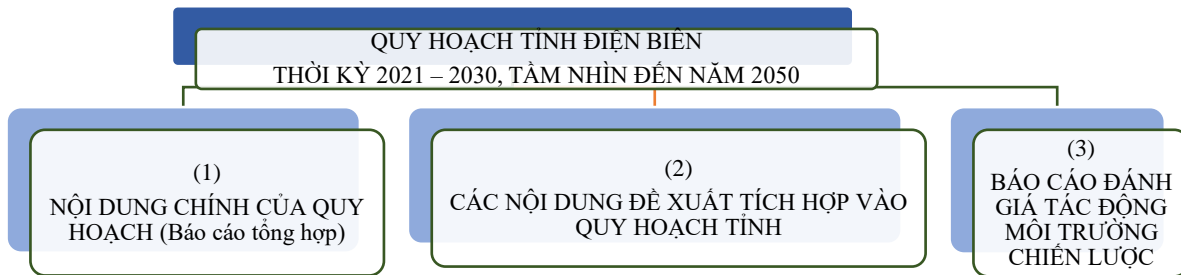 QUY HOẠCH TỈNH ĐIỆN BIÊN
THỜI KỲ 2021 – 2030, TẦM NHÌN ĐẾN NĂM 2050
(1)
NỘI DUNG CHÍNH CỦA QUY
HOẠCH (Báo cáo tổng hợp)
(2)
CÁC NỘI DUNG ĐỀ XUẤT TÍCH HỢP VÀO
QUY HOẠCH TỈNH
(3)
BÁO CÁO ĐÁNH
GIÁ TÁC ĐỘNG
MÔI TRƯỜNG
CHIẾN LƯỢC